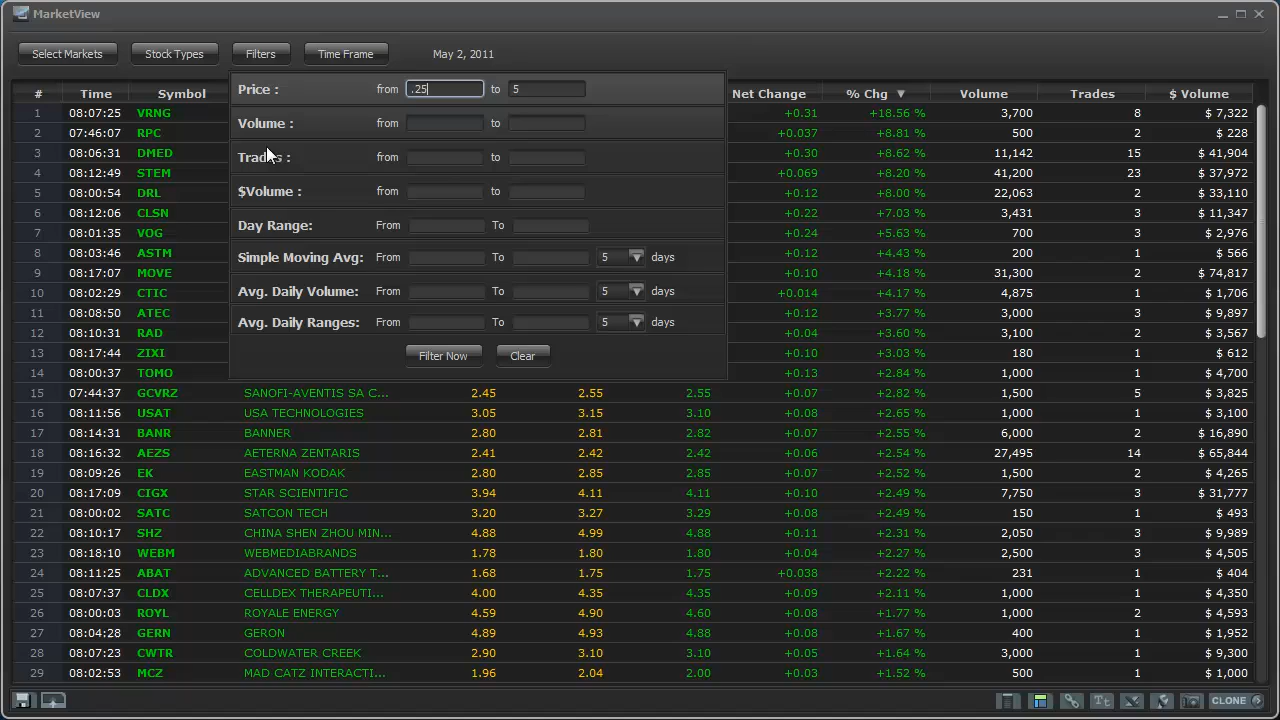 MarketView
Select Markets Stock Types Filters Time Frame May 2, 2011
Price : from .25 to 5
Volume : from to
Trades : from to
$Volume : from to
Day Range: From To
Simple Moving Avg: From To 5 days
Avg. Daily Volume: From To 5 days
Avg. Daily Ranges: From To 5 days
Filter Now Clear
# Time Symbol Net Change % Chg ▼ Volume Trades $ Volume
1 08:07:25 VRNG +0.31 +18.56 % 3,700 8 $ 7,322
2 07:46:07 RPC +0.037 +8.81 % 500 2 $ 228
3 08:06:31 DMED +0.30 +8.62 % 11,142 15 $ 41,904
4 08:12:49 STEM +0.069 +8.20 % 41,200 23 $ 37,972
5 08:00:54 DRL +0.12 +8.00 % 22,063 2 $ 33,110
6 08:12:06 CLSN +0.22 +7.03 % 3,431 3 $ 11,347
7 08:01:35 VOG +0.24 +5.63 % 700 2 $ 2,976
8 08:03:46 ASTM +0.12 +4.43 % 200 1 $ 566
9 08:17:07 MOVE +0.10 +4.18 % 31,300 2 $ 74,817
10 08:02:29 CTIC +0.014 +4.17 % 4,875 1 $ 1,706
11 08:08:50 ATEC +0.12 +3.77 % 3,000 3 $ 9,897
12 08:10:31 RAD +0.04 +3.60 % 3,100 2 $ 3,567
13 08:17:44 ZIXI +0.10 +3.03 % 180 1 $ 612
14 08:00:37 TOMO +0.13 +2.84 % 1,000 1 $ 4,700
15 07:44:37 GCVRZ SANOFI-AVENTIS SA C... 2.45 2.55 2.55 +0.07 +2.82 % 1,500 5 $ 3,825
16 08:11:56 USAT USA TECHNOLOGIES 3.05 3.15 3.10 +0.08 +2.65 % 1,000 1 $ 3,100
17 08:14:31 BANR BANNER 2.80 2.81 2.82 +0.07 +2.55 % 6,000 2 $ 16,890
18 08:16:32 AEZS AETERNA ZENTARIS 2.41 2.42 2.42 +0.06 +2.54 % 27,495 14 $ 65,844
19 08:09:26 EK EASTMAN KODAK 2.80 2.85 2.85 +0.07 +2.52 % 1,500 2 $ 4,265
20 08:17:09 CIGX STAR SCIENTIFIC 3.94 4.11 4.11 +0.10 +2.49 % 7,750 3 $ 31,777
21 08:00:02 SATC SATCON TECH 3.20 3.27 3.29 +0.08 +2.49 % 150 1 $ 493
22 08:10:17 SHZ CHINA SHEN ZHOU MIN... 4.88 4.99 4.88 +0.11 +2.31 % 2,050 3 $ 9,989
23 08:18:10 WEBM WEBMEDIABRANDS 1.78 1.80 1.80 +0.04 +2.27 % 2,500 3 $ 4,505
24 08:11:25 ABAT ADVANCED BATTERY T... 1.68 1.75 1.75 +0.038 +2.22 % 231 1 $ 404
25 08:07:37 CLDX CELLDEX THERAPEUTI... 4.00 4.35 4.35 +0.09 +2.11 % 1,000 1 $ 4,350
26 08:00:03 ROYL ROYALE ENERGY 4.59 4.90 4.60 +0.08 +1.77 % 1,000 2 $ 4,593
27 08:04:28 GERN GERON 4.89 4.93 4.88 +0.08 +1.67 % 400 1 $ 1,952
28 08:07:23 CWTR COLDWATER CREEK 2.90 3.10 3.10 +0.05 +1.64 % 3,000 1 $ 9,300
29 08:02:53 MCZ MAD CATZ INTERACTI... 1.96 2.04 2.00 +0.03 +1.52 % 500 1 $ 1,000
Tt CLONE